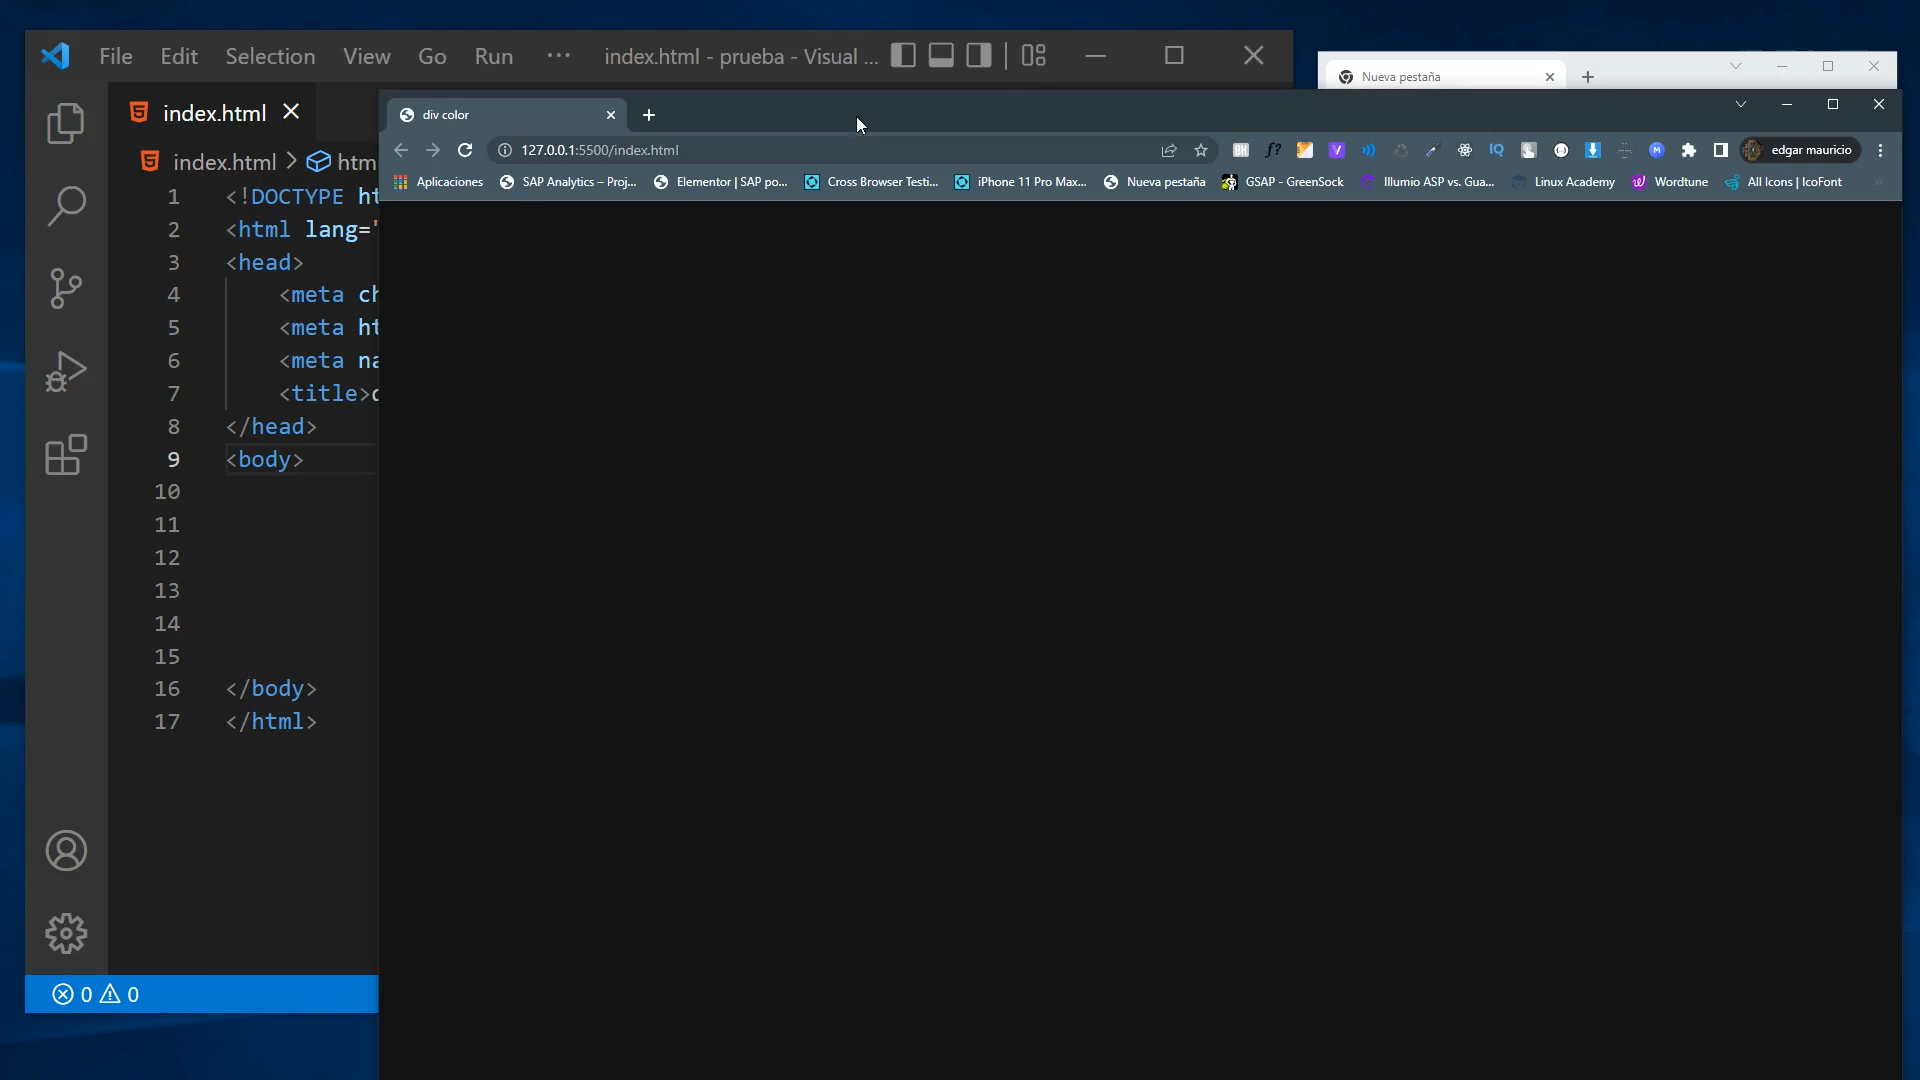 File Edit Selection View Go Run ··· index.html - prueba - Visual ...
Nueva pestaña
index.html
div color
index.html > htm
127.0.0.1:5500/index.html
edgar mauricio
Aplicaciones SAP Analytics – Proj... Elementor | SAP po... Cross Browser Testi... iPhone 11 Pro Max... Nueva pestaña GSAP - GreenSock Illumio ASP vs. Gua... Linux Academy Wordtune All Icons | IcoFont
1 <!DOCTYPE ht
2 <html lang="
3 <head>
4 <meta ch
5 <meta ht
6 <meta na
7 <title>d
8 </head>
9 <body>
10
11
12
13
14
15
16 </body>
17 </html>
0 0